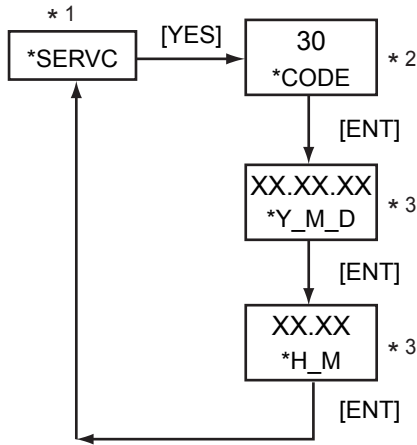 * 1
*SERVC
[YES]
30
*CODE
* 2
[ENT]
XX.XX.XX
*Y_M_D
* 3
[ENT]
XX.XX
*H_M
* 3
[ENT]